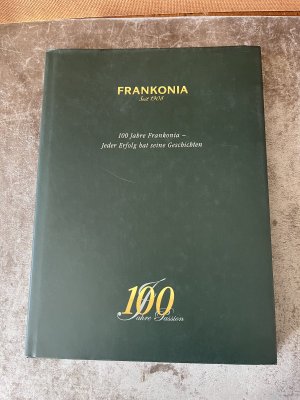 FRANKONIA
Seit 1908
100 Jahre Frankonia –
Jeder Erfolg hat seine Geschichten
100
Jahre Passion